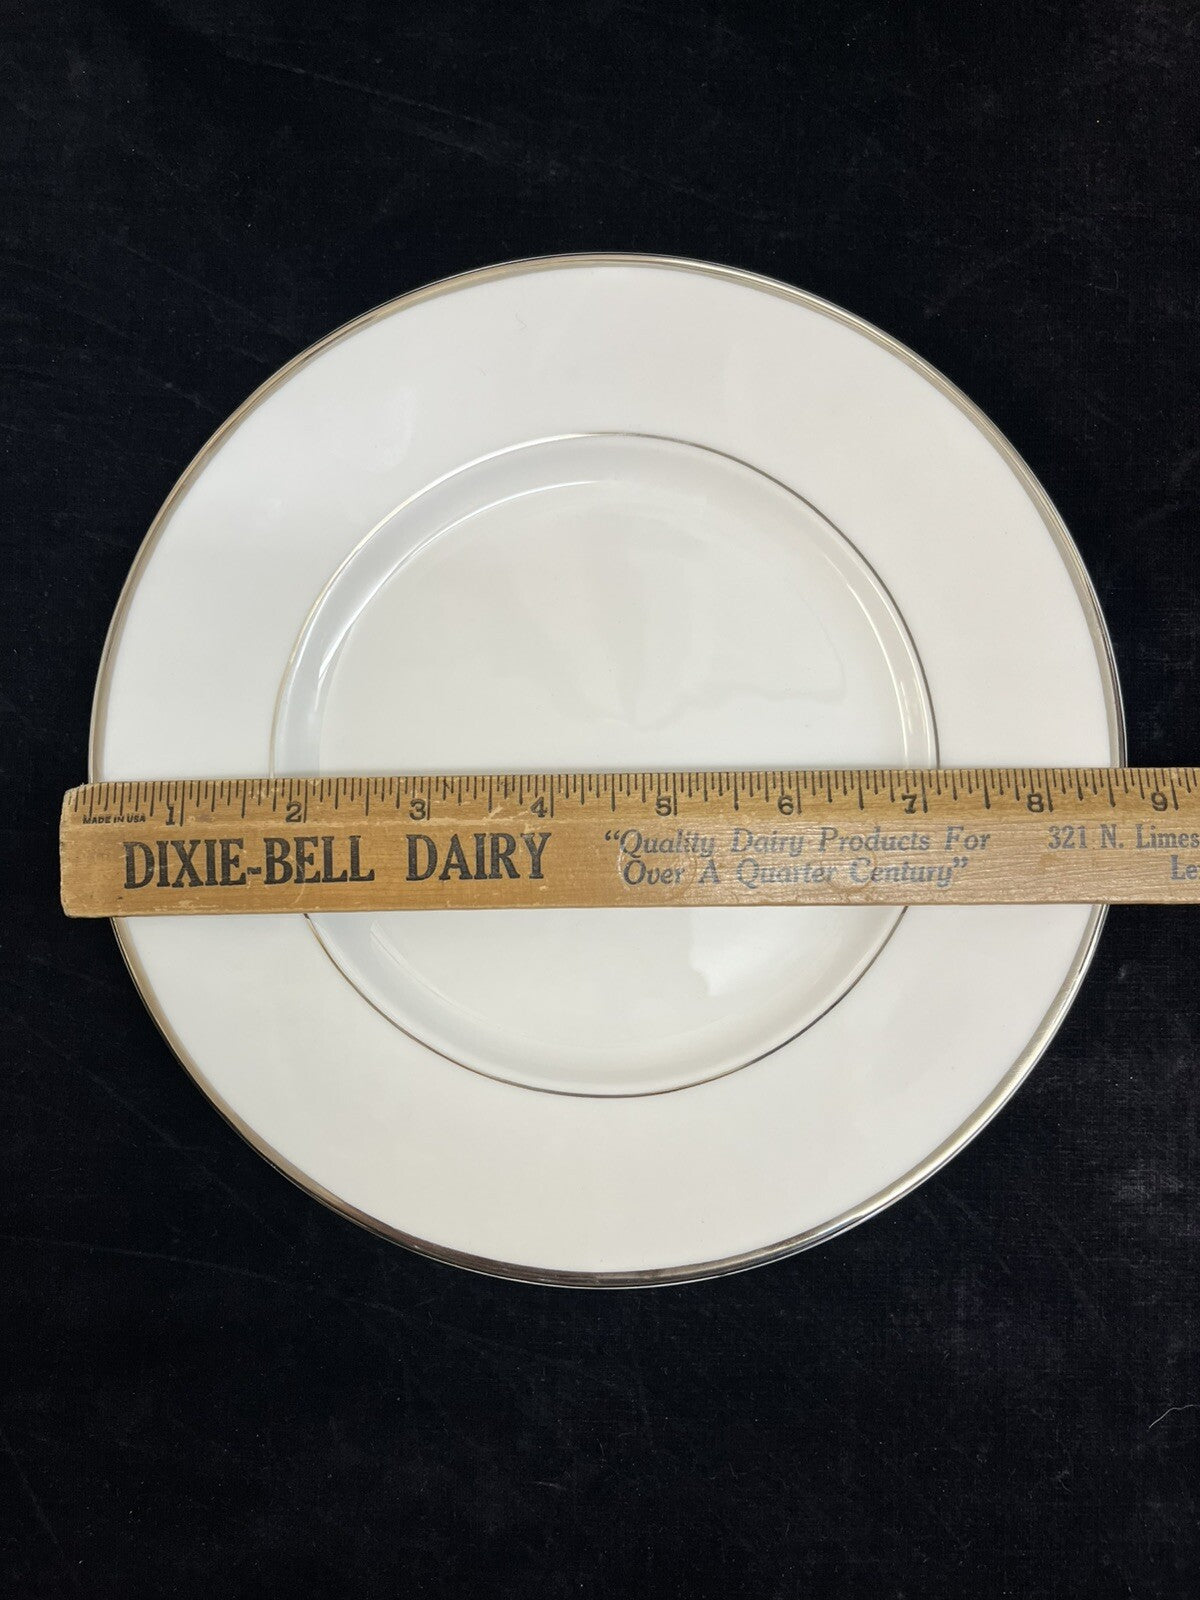 1 2 3 4 5 6 7 8 9
MADE IN USA
DIXIE-BELL DAIRY
"Quality Dairy Products For
Over A Quarter Century"
321 N. Limes
Le